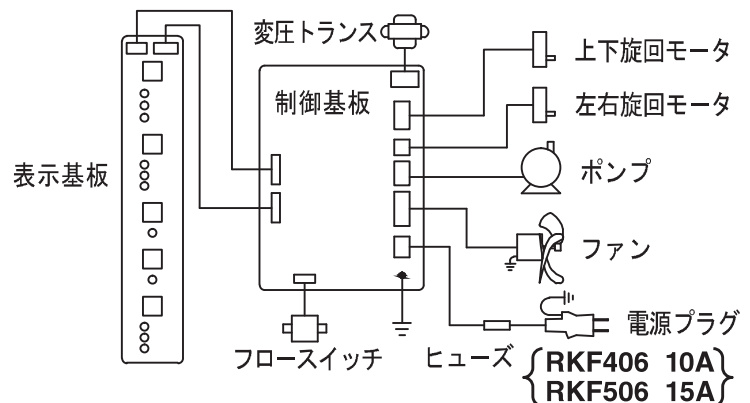 変圧トランス
上下旋回モータ
制御基板
左右旋回モータ
表示基板
ポンプ
ファン
電源プラグ
フロースイッチ
ヒューズ
RKF406 10A
RKF506 15A